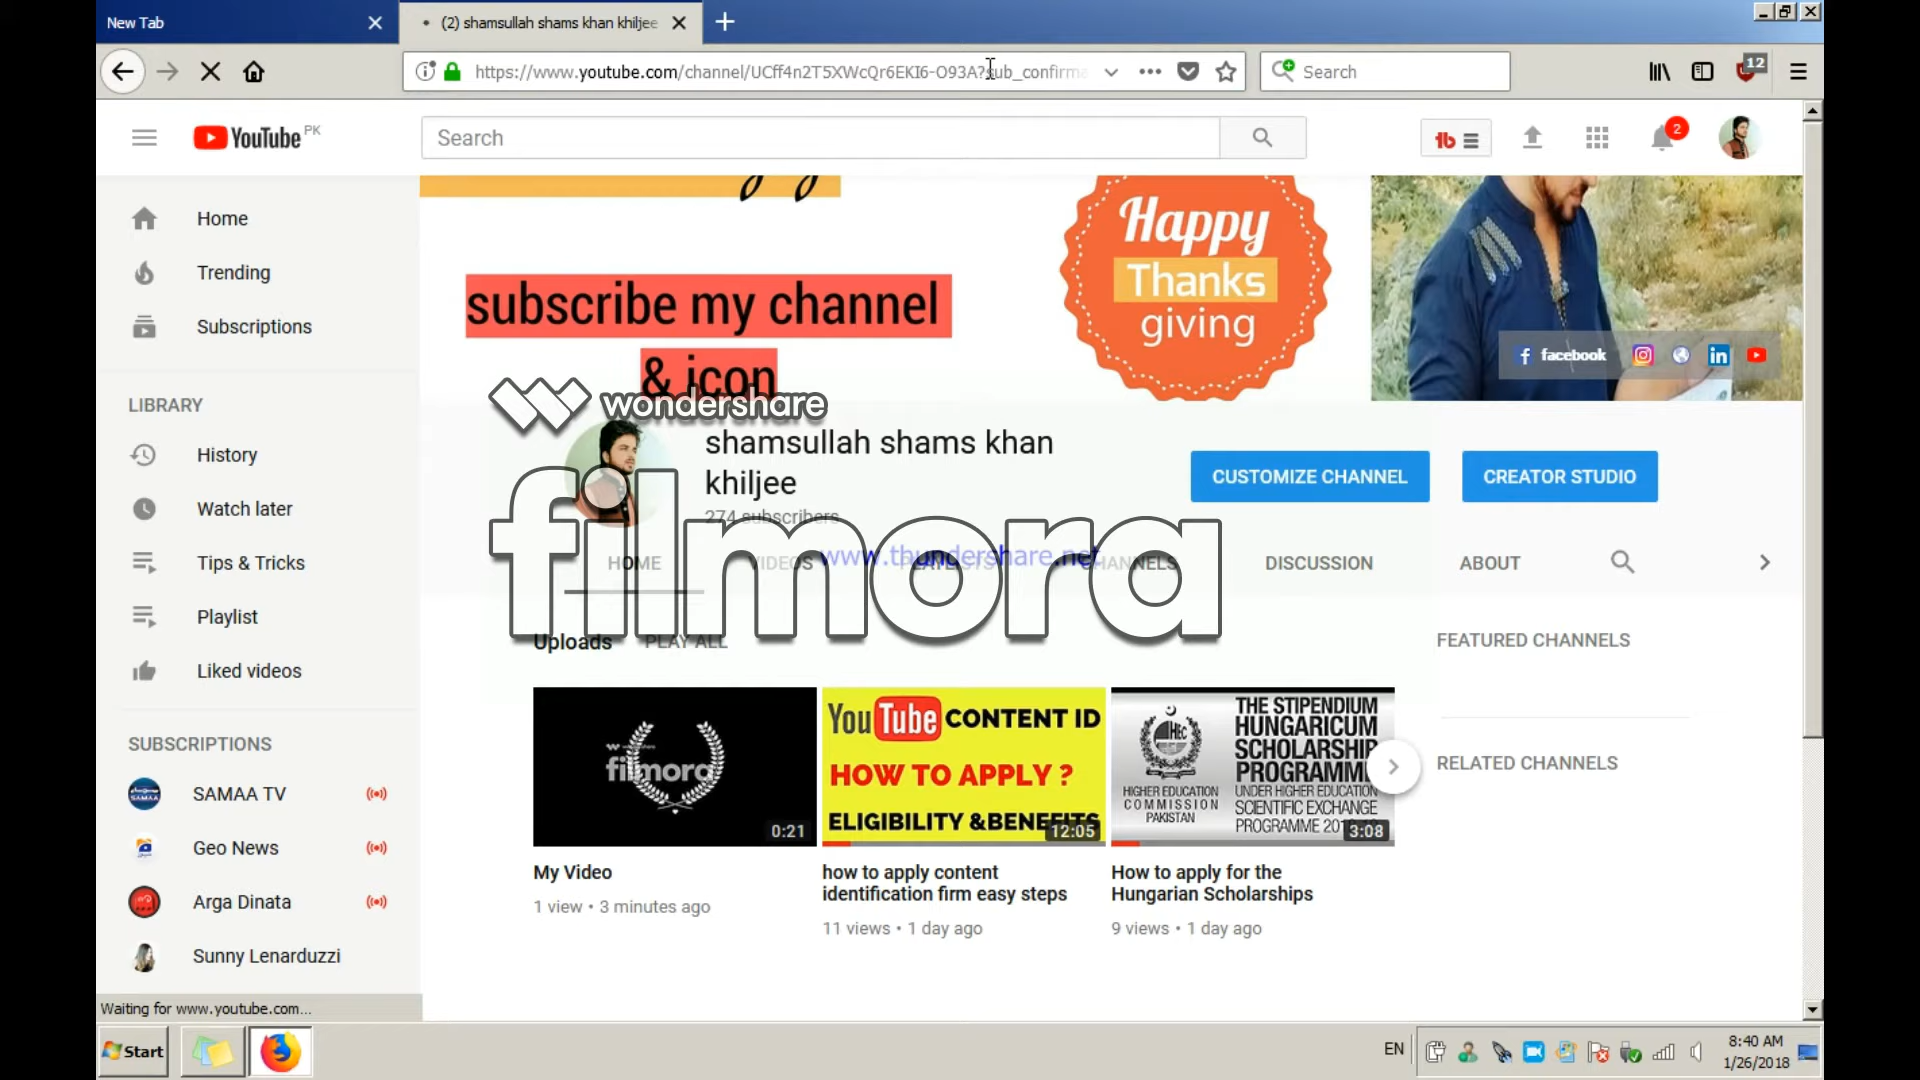 New Tab
(2) shamsullah shams khan khiljee
https://www.youtube.com/channel/UCff4n2T5XWcQr6EKI6-O93A?sub_confirma
Search
12
YouTube PK
Search
2
Home
Trending
Subscriptions
LIBRARY
History
Watch later
Tips & Tricks
Playlist
Liked videos
SUBSCRIPTIONS
SAMAA TV
Geo News
Arga Dinata
Sunny Lenarduzzi
subscribe my channel
& icon
Happy
Thanks
giving
facebook
wondershare
filmora
shamsullah shams khan
khiljee
274 subscribers
CUSTOMIZE CHANNEL
CREATOR STUDIO
www.thundershare.net
HOME
VIDEOS
PLAYLISTS
CHANNELS
DISCUSSION
ABOUT
Uploads
PLAY ALL
FEATURED CHANNELS
RELATED CHANNELS
filmora
0:21
My Video
1 view • 3 minutes ago
YouTube CONTENT ID
HOW TO APPLY ?
ELIGIBILITY &BENEFITS
12:05
how to apply content
identification firm easy steps
11 views • 1 day ago
HEC
HIGHER EDUCATION
COMMISSION
PAKISTAN
THE STIPENDIUM
HUNGARICUM
SCHOLARSHIP
PROGRAMM
UNDER HIGHER EDUCATION
SCIENTIFIC EXCHANGE
3:08
How to apply for the
Hungarian Scholarships
9 views • 1 day ago
Waiting for www.youtube.com...
Start
EN
8:40 AM
1/26/2018